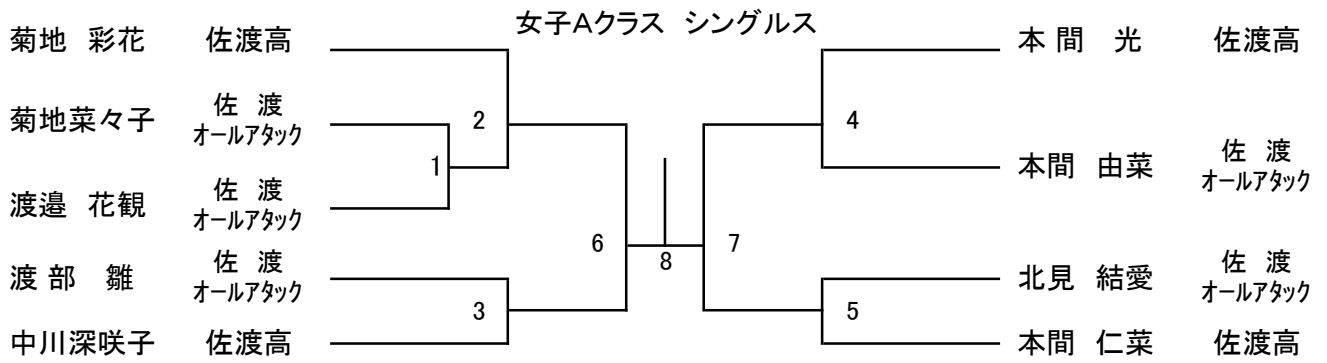 女子Aクラス シングルス
菊地 彩花 佐渡高
菊地菜々子 佐 渡
オールアタック
渡邉 花観 佐 渡
オールアタック
渡 部 雛 佐 渡
オールアタック
中川深咲子 佐渡高
2
1
6
3
8
4
7
5
本 間 光 佐渡高
本間 由菜 佐 渡
オールアタック
北見 結愛 佐 渡
オールアタック
本間 仁菜 佐渡高